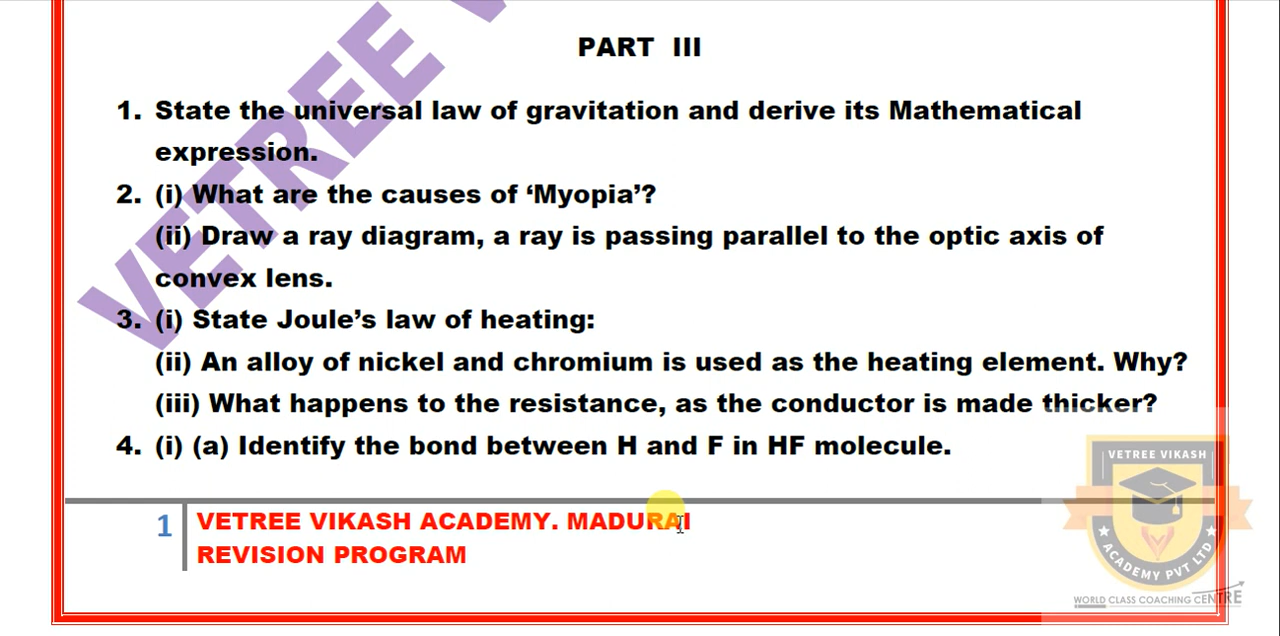 PART III
1. State the universal law of gravitation and derive its Mathematical
expression.
2. (i) What are the causes of ‘Myopia’?
(ii) Draw a ray diagram, a ray is passing parallel to the optic axis of
convex lens.
3. (i) State Joule’s law of heating:
(ii) An alloy of nickel and chromium is used as the heating element. Why?
(iii) What happens to the resistance, as the conductor is made thicker?
4. (i) (a) Identify the bond between H and F in HF molecule.
1 VETREE VIKASH ACADEMY. MADURAI
REVISION PROGRAM
VETREE V
VETREE VIKASH
ACADEMY PVT LTD
WORLD CLASS COACHING CENTRE